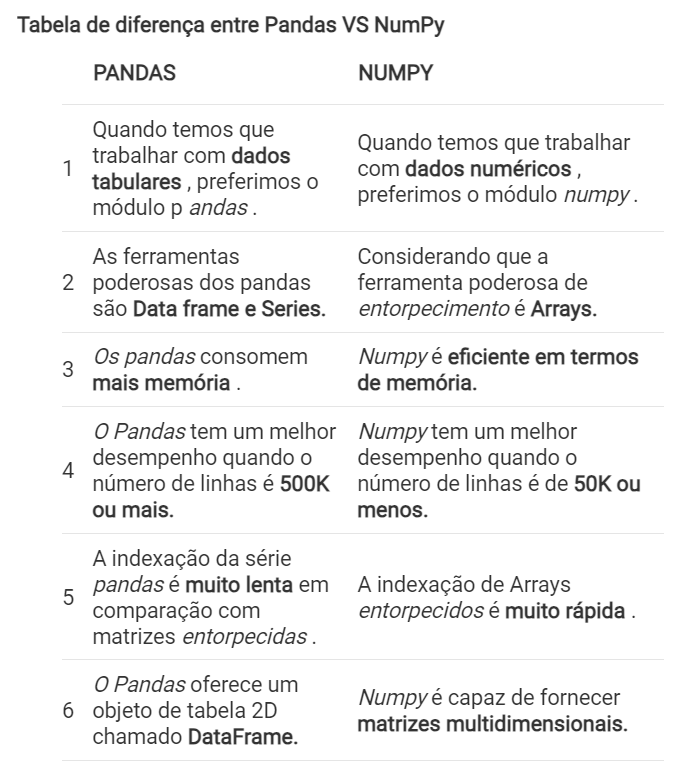 Tabela de diferença entre Pandas VS NumPy
PANDAS
NUMPY
1
Quando temos que
trabalhar com dados
tabulares , preferimos o
módulo p andas .
Quando temos que trabalhar
com dados numéricos ,
preferimos o módulo numpy .
2
As ferramentas
poderosas dos pandas
são Data frame e Series.
Considerando que a
ferramenta poderosa de
entorpecimento é Arrays.
3
Os pandas consomem
mais memória .
Numpy é eficiente em termos
de memória.
4
O Pandas tem um melhor
desempenho quando o
número de linhas é 500K
ou mais.
Numpy tem um melhor
desempenho quando o
número de linhas é de 50K ou
menos.
5
A indexação da série
pandas é muito lenta em
comparação com
matrizes entorpecidas .
A indexação de Arrays
entorpecidos é muito rápida .
6
O Pandas oferece um
objeto de tabela 2D
chamado DataFrame.
Numpy é capaz de fornecer
matrizes multidimensionais.